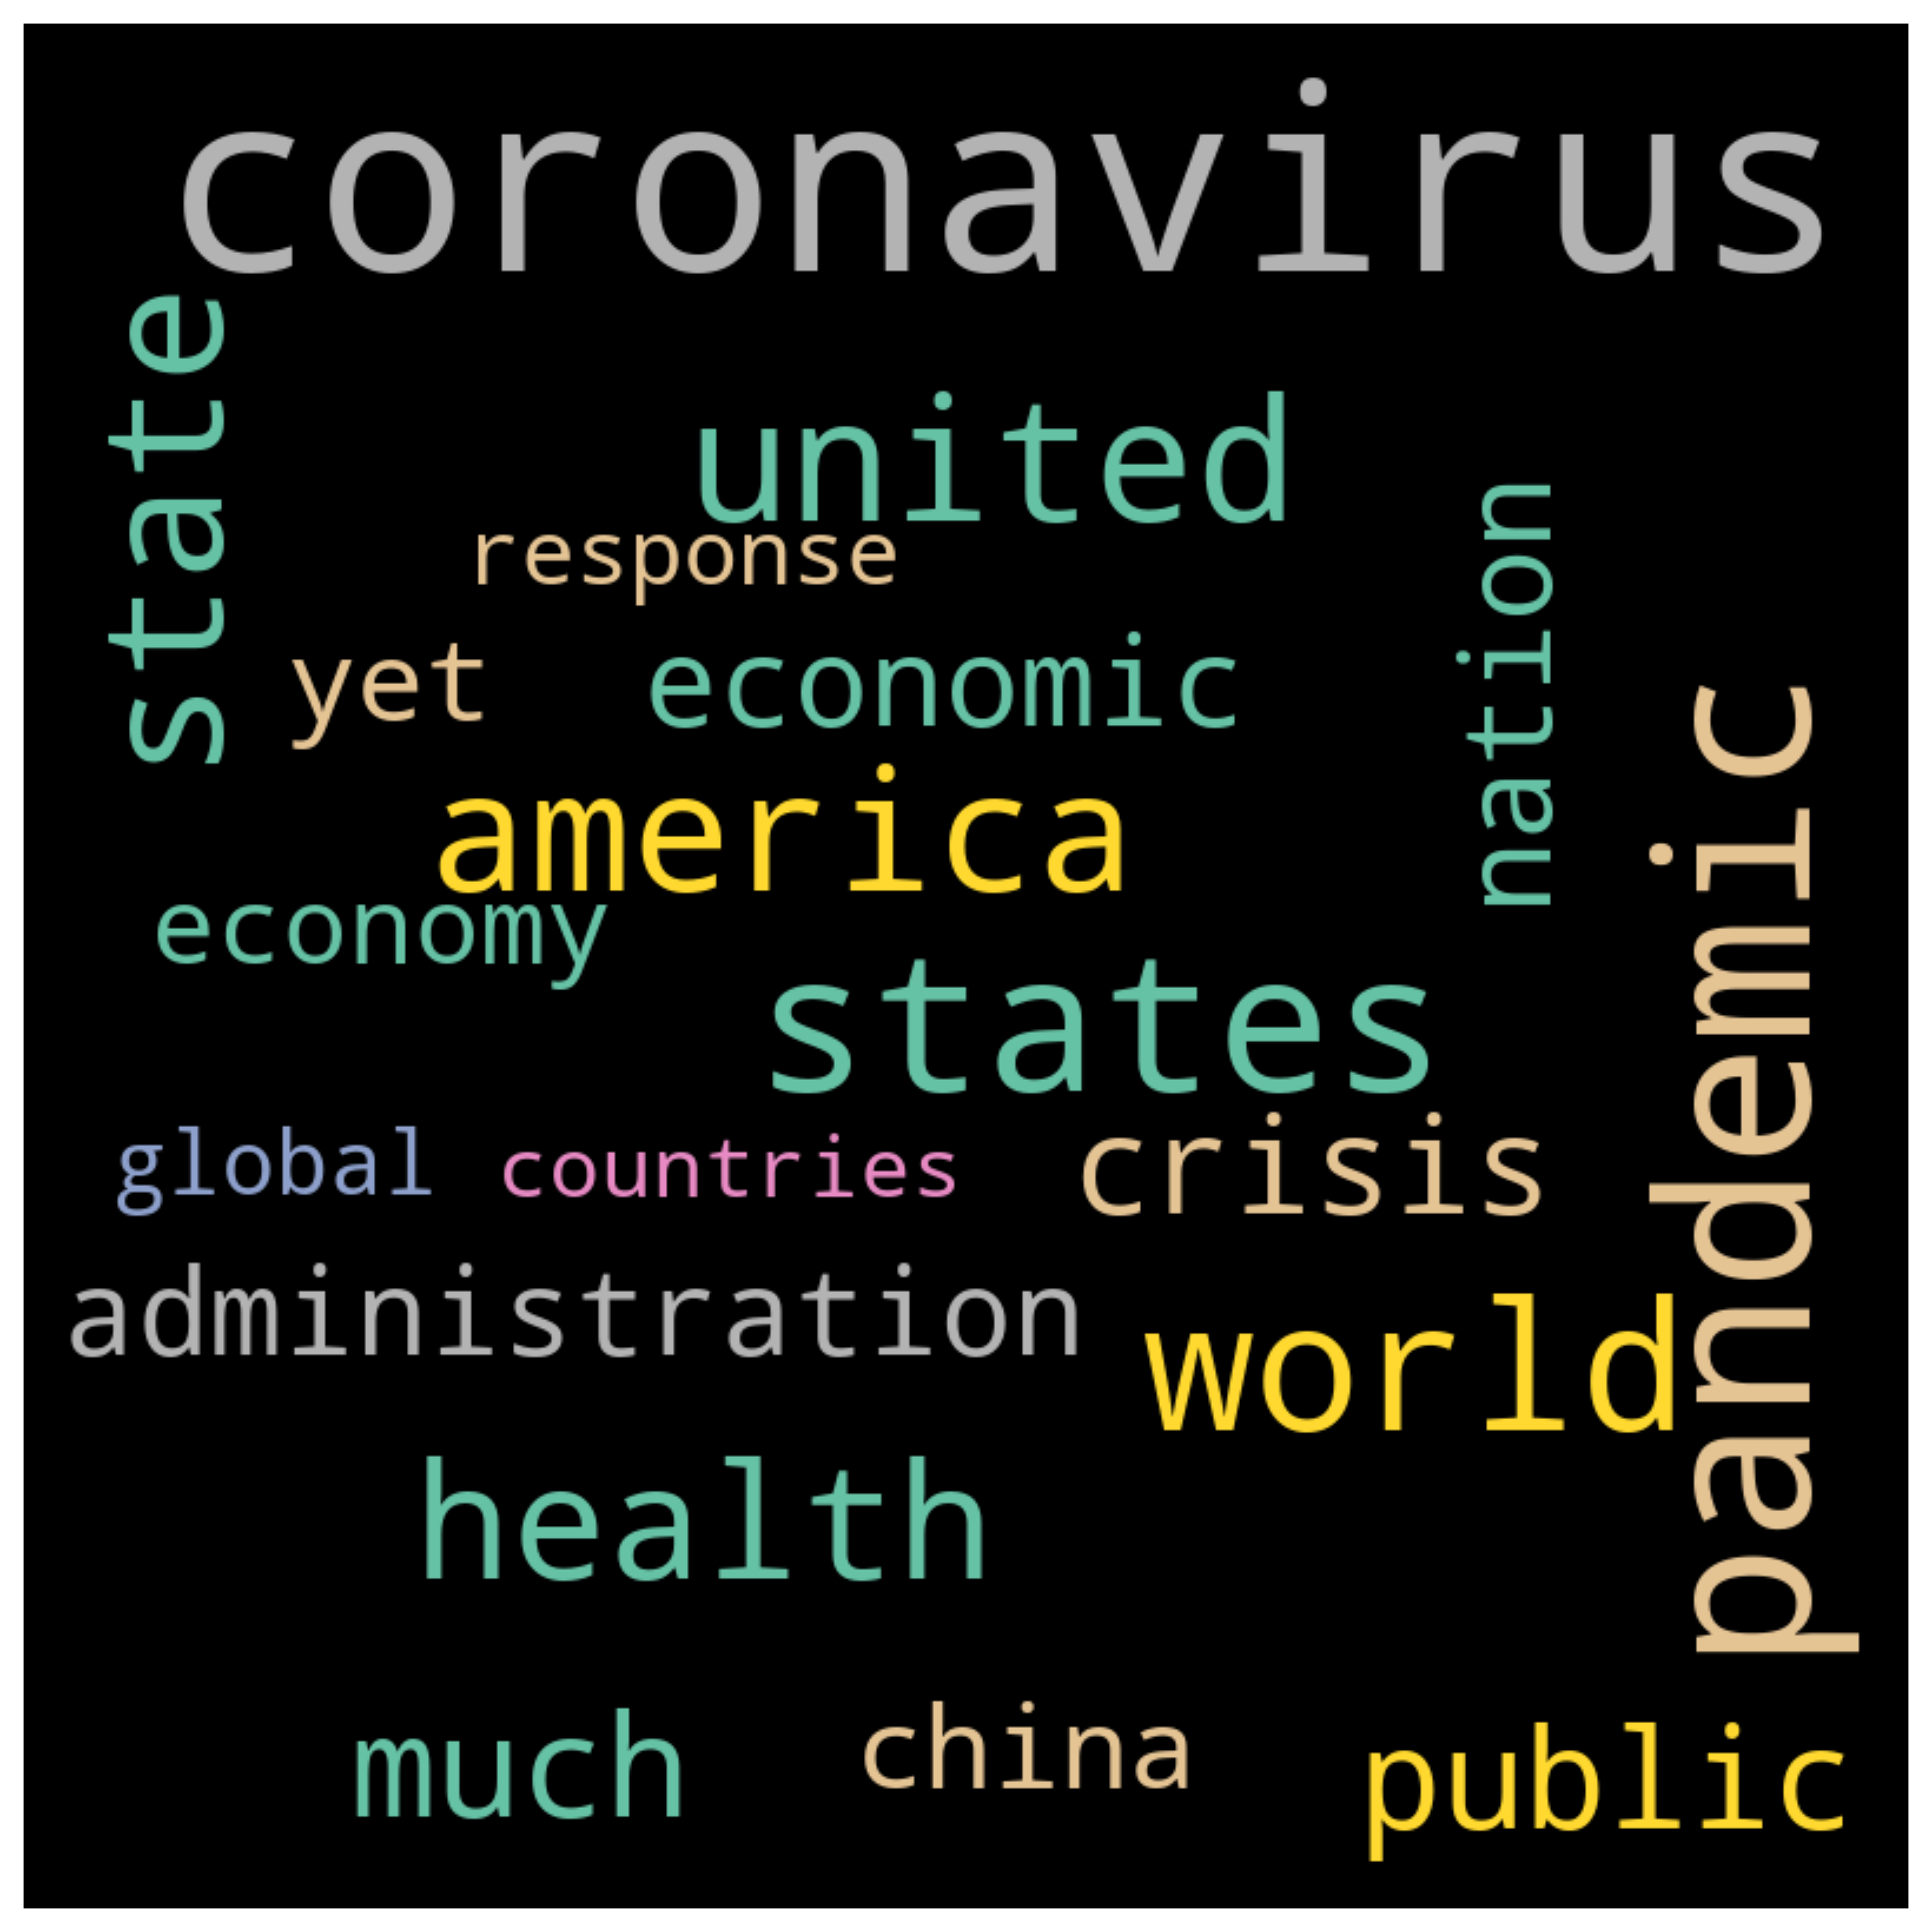 coronavirus
state
united
response
nation
yet
economic
pandemic
america
economy
states
global
countries
crisis
administration
world
health
much
china
public